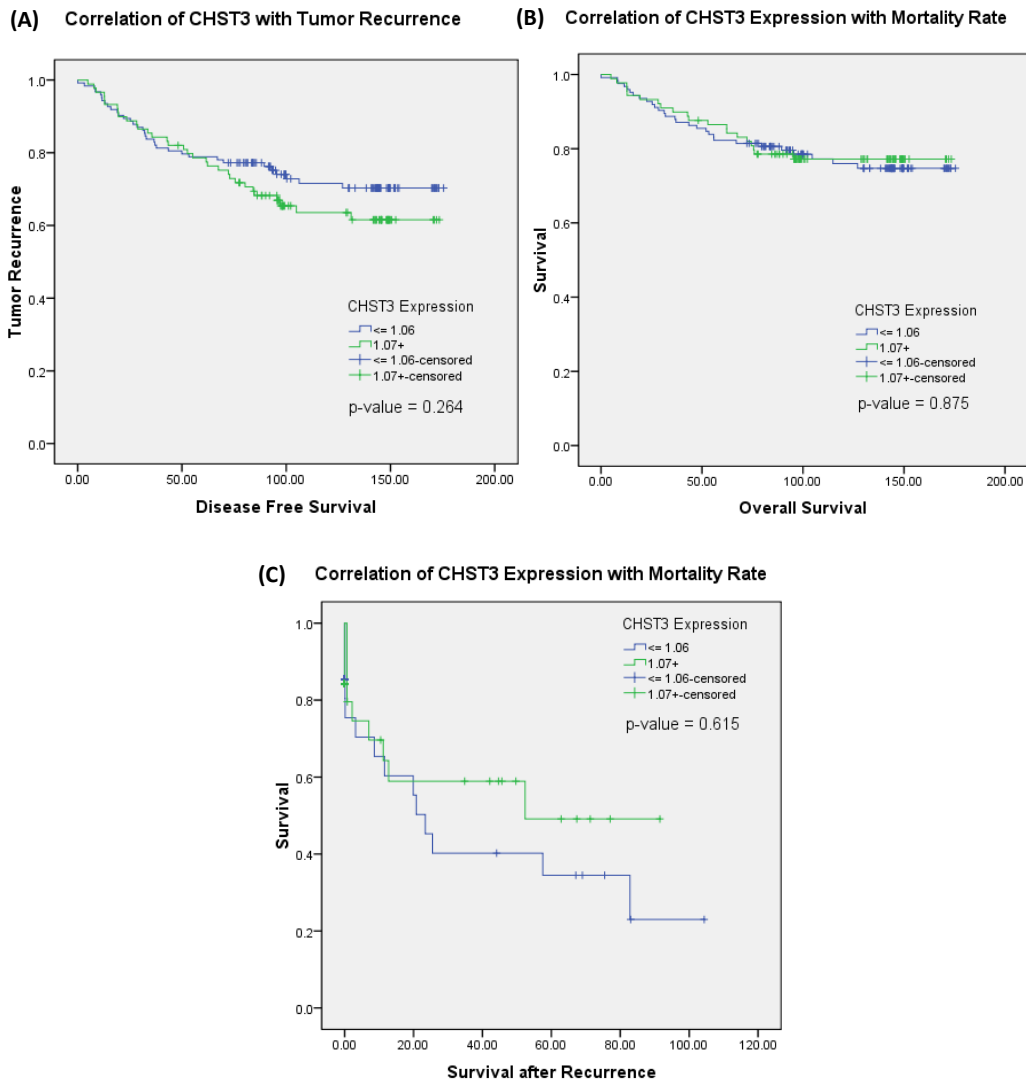 (A) Correlation of CHST3 with Tumor Recurrence
Tumor Recurrence
1.0
0.8
0.6
0.4
0.2
0.0
CHST3 Expression
<= 1.06
1.07+
<= 1.06-censored
1.07+-censored
p-value = 0.264
0.00 50.00 100.00 150.00 200.00
Disease Free Survival
(B) Correlation of CHST3 Expression with Mortality Rate
Survival
1.0
0.8
0.6
0.4
0.2
0.0
CHST3 Expression
<= 1.06
1.07+
<= 1.06-censored
1.07+-censored
p-value = 0.875
0.00 50.00 100.00 150.00 200.00
Overall Survival
(C) Correlation of CHST3 Expression with Mortality Rate
Survival
1.0
0.8
0.6
0.4
0.2
0.0
CHST3 Expression
<= 1.06
1.07+
<= 1.06-censored
1.07+-censored
p-value = 0.615
0.00 20.00 40.00 60.00 80.00 100.00 120.00
Survival after Recurrence